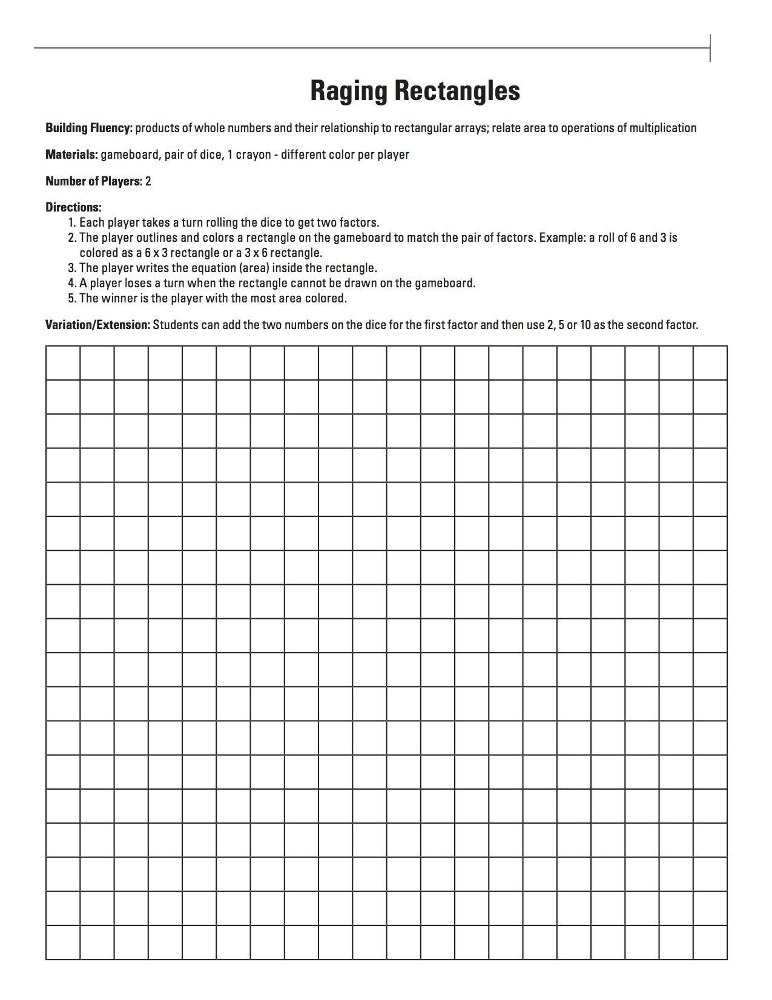 Raging Rectangles
Building Fluency: products of whole numbers and their relationship to rectangular arrays; relate area to operations of multiplication
Materials: gameboard, pair of dice, 1 crayon - different color per player
Number of Players: 2
Directions:
1. Each player takes a turn rolling the dice to get two factors.
2. The player outlines and colors a rectangle on the gameboard to match the pair of factors. Example: a roll of 6 and 3 is
colored as a 6 x 3 rectangle or a 3 x 6 rectangle.
3. The player writes the equation (area) inside the rectangle.
4. A player loses a turn when the rectangle cannot be drawn on the gameboard.
5. The winner is the player with the most area colored.
Variation/Extension: Students can add the two numbers on the dice for the first factor and then use 2, 5 or 10 as the second factor.